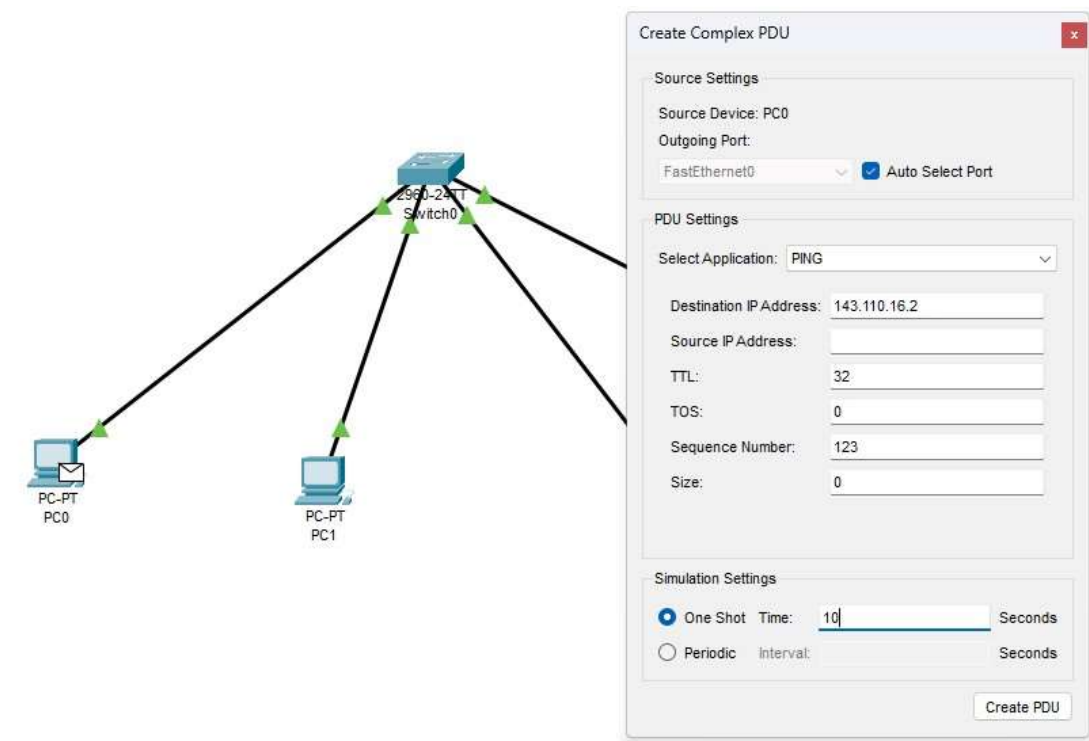 Create Complex PDU
x
Source Settings
Source Device: PC0
Outgoing Port:
FastEthernet0
Auto Select Port
PDU Settings
Select Application: PING
Destination IP Address: 143.110.16.2
Source IP Address:
TTL: 32
TOS: 0
Sequence Number: 123
Size: 0
Simulation Settings
One Shot Time: 10 Seconds
Periodic Interval: Seconds
Create PDU
2960-24TT
Switch0
PC-PT
PC0
PC-PT
PC1